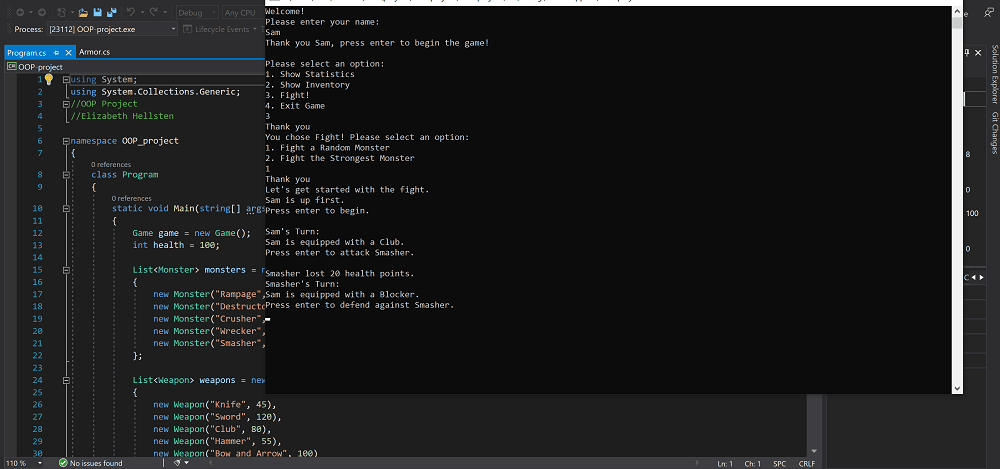 Debug
Any CPU
Process: [23112] OOP-project.exe
Lifecycle Events
Program.cs
Armor.cs
OOP-project
1 using System;
2 using System.Collections.Generic;
3 //OOP Project
4 //Elizabeth Hellsten
5
6 namespace OOP_project
7 {
0 references
8 class Program
9 {
0 references
10 static void Main(string[] args
11 {
12 Game game = new Game();
13 int health = 100;
14
15 List<Monster> monsters = n
16 {
17 new Monster("Rampage",
18 new Monster("Destructo
19 new Monster("Crusher",
20 new Monster("Wrecker",
21 new Monster("Smasher",
22 };
23
24 List<Weapon> weapons = new
25 {
26 new Weapon("Knife", 45),
27 new Weapon("Sword", 120),
28 new Weapon("Club", 80),
29 new Weapon("Hammer", 55),
30 new Weapon("Bow and Arrow", 100)
110 %
No issues found
Ln: 1
Ch: 1
SPC
CRLF
Welcome!
Please enter your name:
Sam
Thank you Sam, press enter to begin the game!
Please select an option:
1. Show Statistics
2. Show Inventory
3. Fight!
4. Exit Game
3
Thank you
You chose Fight! Please select an option:
1. Fight a Random Monster
2. Fight the Strongest Monster
1
Thank you
Let's get started with the fight.
Sam is up first.
Press enter to begin.
Sam's Turn:
Sam is equipped with a Club.
Press enter to attack Smasher.
Smasher lost 20 health points.
Smasher's Turn:
Sam is equipped with a Blocker.
Press enter to defend against Smasher.
8
0
100
0
Solution Explorer
Git Changes